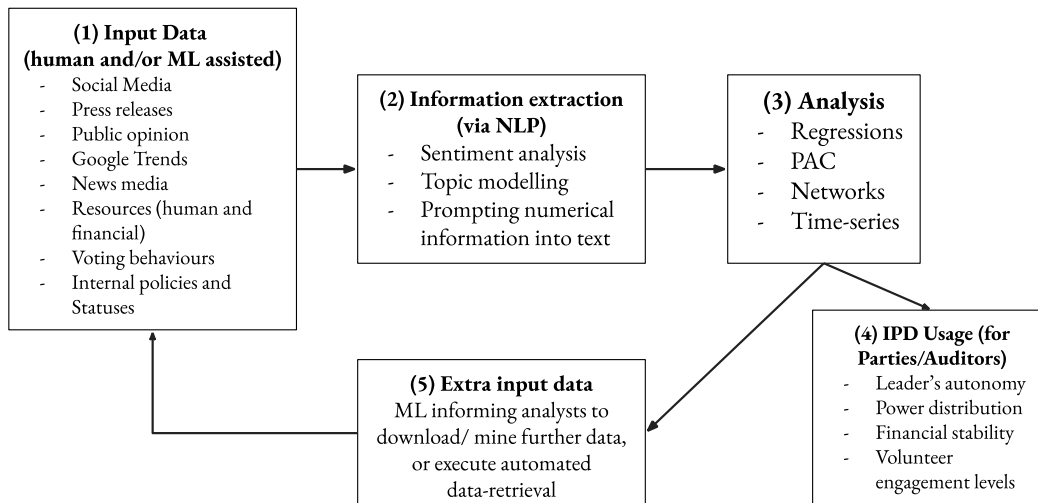 (1) Input Data
(human and/or ML assisted)
- Social Media
- Press releases
- Public opinion
- Google Trends
- News media
- Resources (human and
financial)
- Voting behaviours
- Internal policies and
Statuses
(2) Information extraction
(via NLP)
- Sentiment analysis
- Topic modelling
- Prompting numerical
information into text
(3) Analysis
- Regressions
- PAC
- Networks
- Time-series
(4) IPD Usage (for
Parties/Auditors)
- Leader's autonomy
- Power distribution
- Financial stability
- Volunteer
engagement levels
(5) Extra input data
ML informing analysts to
download/ mine further data,
or execute automated
data-retrieval